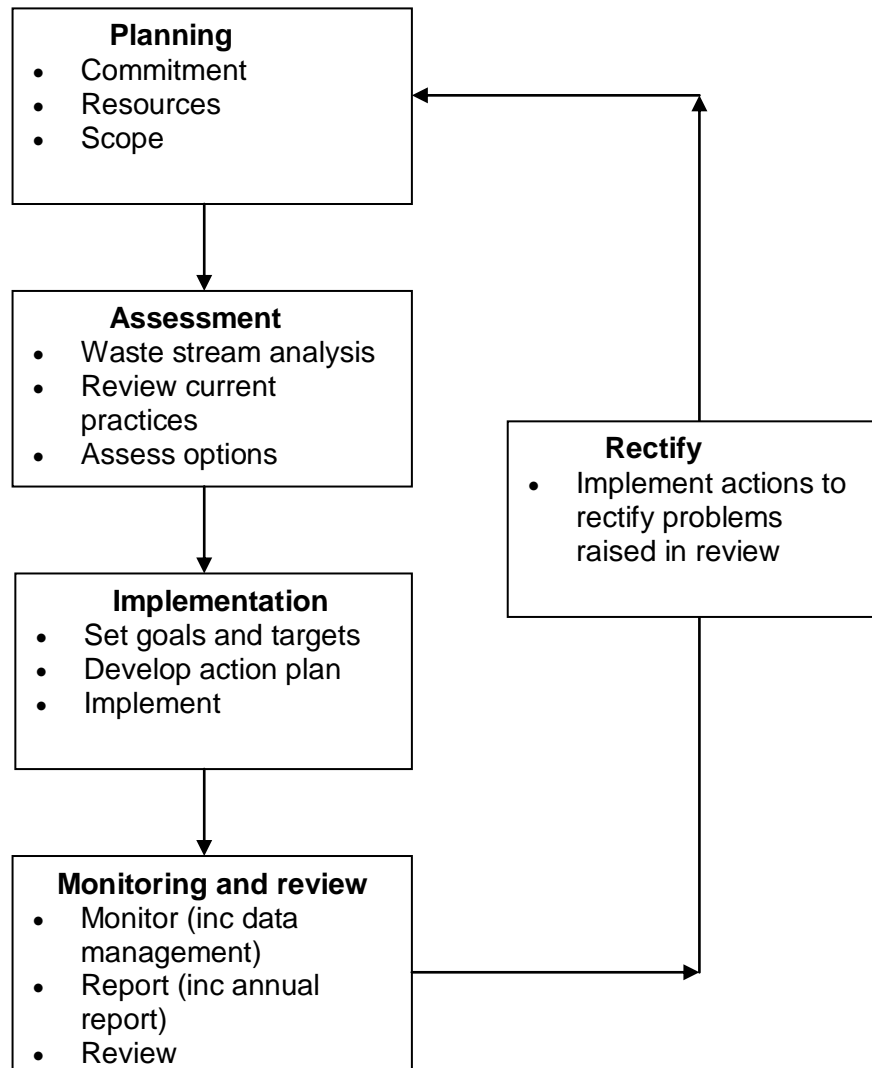 Planning
• Commitment
• Resources
• Scope
Assessment
• Waste stream analysis
• Review current
practices
• Assess options
Implementation
• Set goals and targets
• Develop action plan
• Implement
Monitoring and review
• Monitor (inc data
management)
• Report (inc annual
report)
• Review
Rectify
• Implement actions to
rectify problems
raised in review